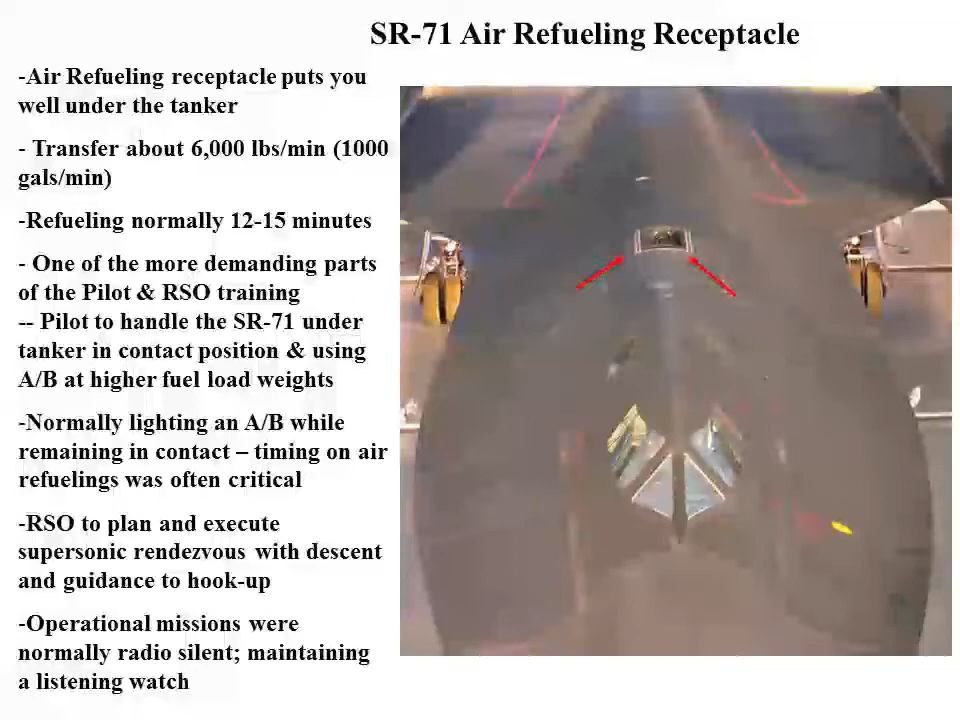 SR-71 Air Refueling Receptacle
-Air Refueling receptacle puts you
well under the tanker
- Transfer about 6,000 lbs/min (1000
gals/min)
-Refueling normally 12-15 minutes
- One of the more demanding parts
of the Pilot & RSO training
-- Pilot to handle the SR-71 under
tanker in contact position & using
A/B at higher fuel load weights
-Normally lighting an A/B while
remaining in contact – timing on air
refuelings was often critical
-RSO to plan and execute
supersonic rendezvous with descent
and guidance to hook-up
-Operational missions were
normally radio silent; maintaining
a listening watch